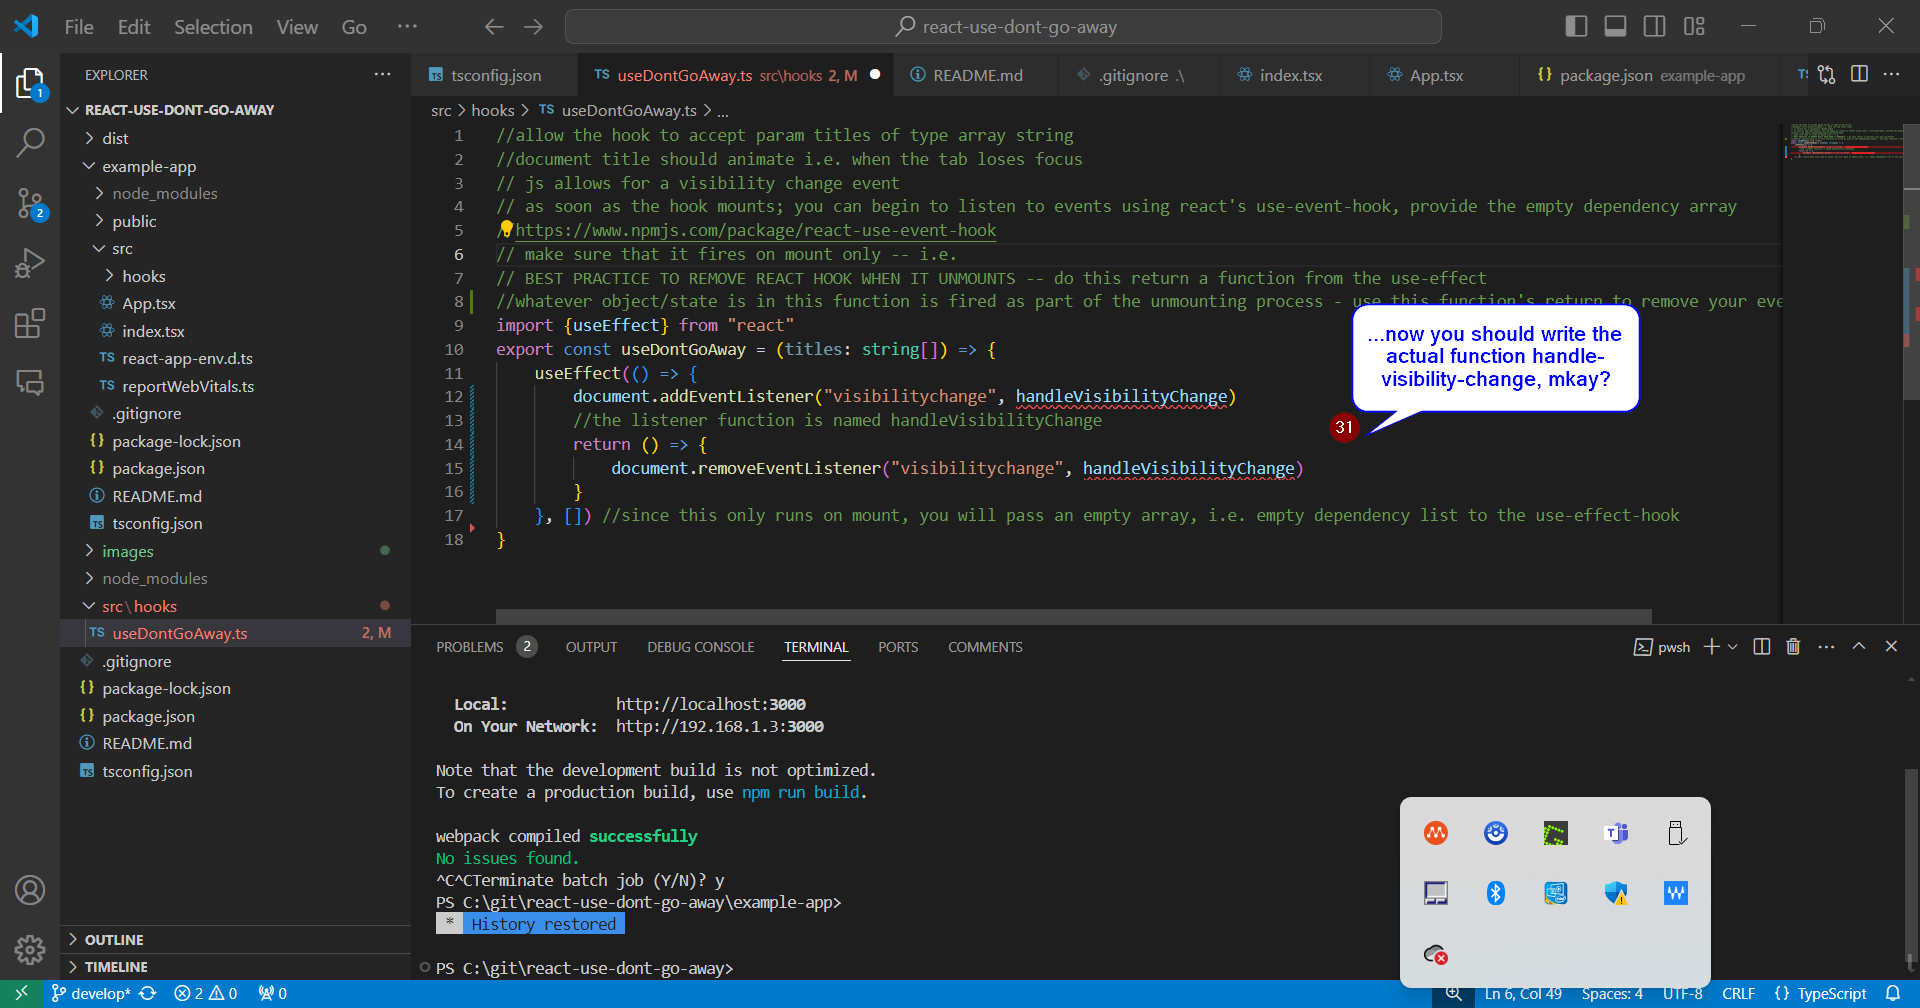 File Edit Selection View Go ···
react-use-dont-go-away
EXPLORER
REACT-USE-DONT-GO-AWAY
dist
example-app
node_modules
public
src
hooks
App.tsx
index.tsx
react-app-env.d.ts
reportWebVitals.ts
.gitignore
package-lock.json
package.json
README.md
tsconfig.json
images
node_modules
src\hooks
useDontGoAway.ts 2, M
.gitignore
package-lock.json
package.json
README.md
tsconfig.json
OUTLINE
TIMELINE
tsconfig.json
useDontGoAway.ts src\hooks 2, M
README.md
.gitignore .\
index.tsx
App.tsx
package.json example-app
src > hooks > TS useDontGoAway.ts > ...
1 //allow the hook to accept param titles of type array string
2 //document title should animate i.e. when the tab loses focus
3 // js allows for a visibility change event
4 // as soon as the hook mounts; you can begin to listen to events using react's use-event-hook, provide the empty dependency array
5 /https://www.npmjs.com/package/react-use-event-hook
6 // make sure that it fires on mount only -- i.e.
7 // BEST PRACTICE TO REMOVE REACT HOOK WHEN IT UNMOUNTS -- do this return a function from the use-effect
8 //whatever object/state is in this function is fired as part of the unmounting process - use this function's return to remove your eve
9 import {useEffect} from "react"
10 export const useDontGoAway = (titles: string[]) => {
11 useEffect(() => {
12 document.addEventListener("visibilitychange", handleVisibilityChange)
13 //the listener function is named handleVisibilityChange
14 return () => {
15 document.removeEventListener("visibilitychange", handleVisibilityChange)
16 }
17 }, []) //since this only runs on mount, you will pass an empty array, i.e. empty dependency list to the use-effect-hook
18 }
...now you should write the
actual function handle-
visibility-change, mkay?
31
PROBLEMS 2 OUTPUT DEBUG CONSOLE TERMINAL PORTS COMMENTS
pwsh
Local: http://localhost:3000
On Your Network: http://192.168.1.3:3000
Note that the development build is not optimized.
To create a production build, use npm run build.
webpack compiled successfully
No issues found.
^C^CTerminate batch job (Y/N)? y
PS C:\git\react-use-dont-go-away\example-app>
* History restored
PS C:\git\react-use-dont-go-away>
develop* 2 0 0
Ln 6, Col 49 Spaces: 4 UTF-8 CRLF {} TypeScript